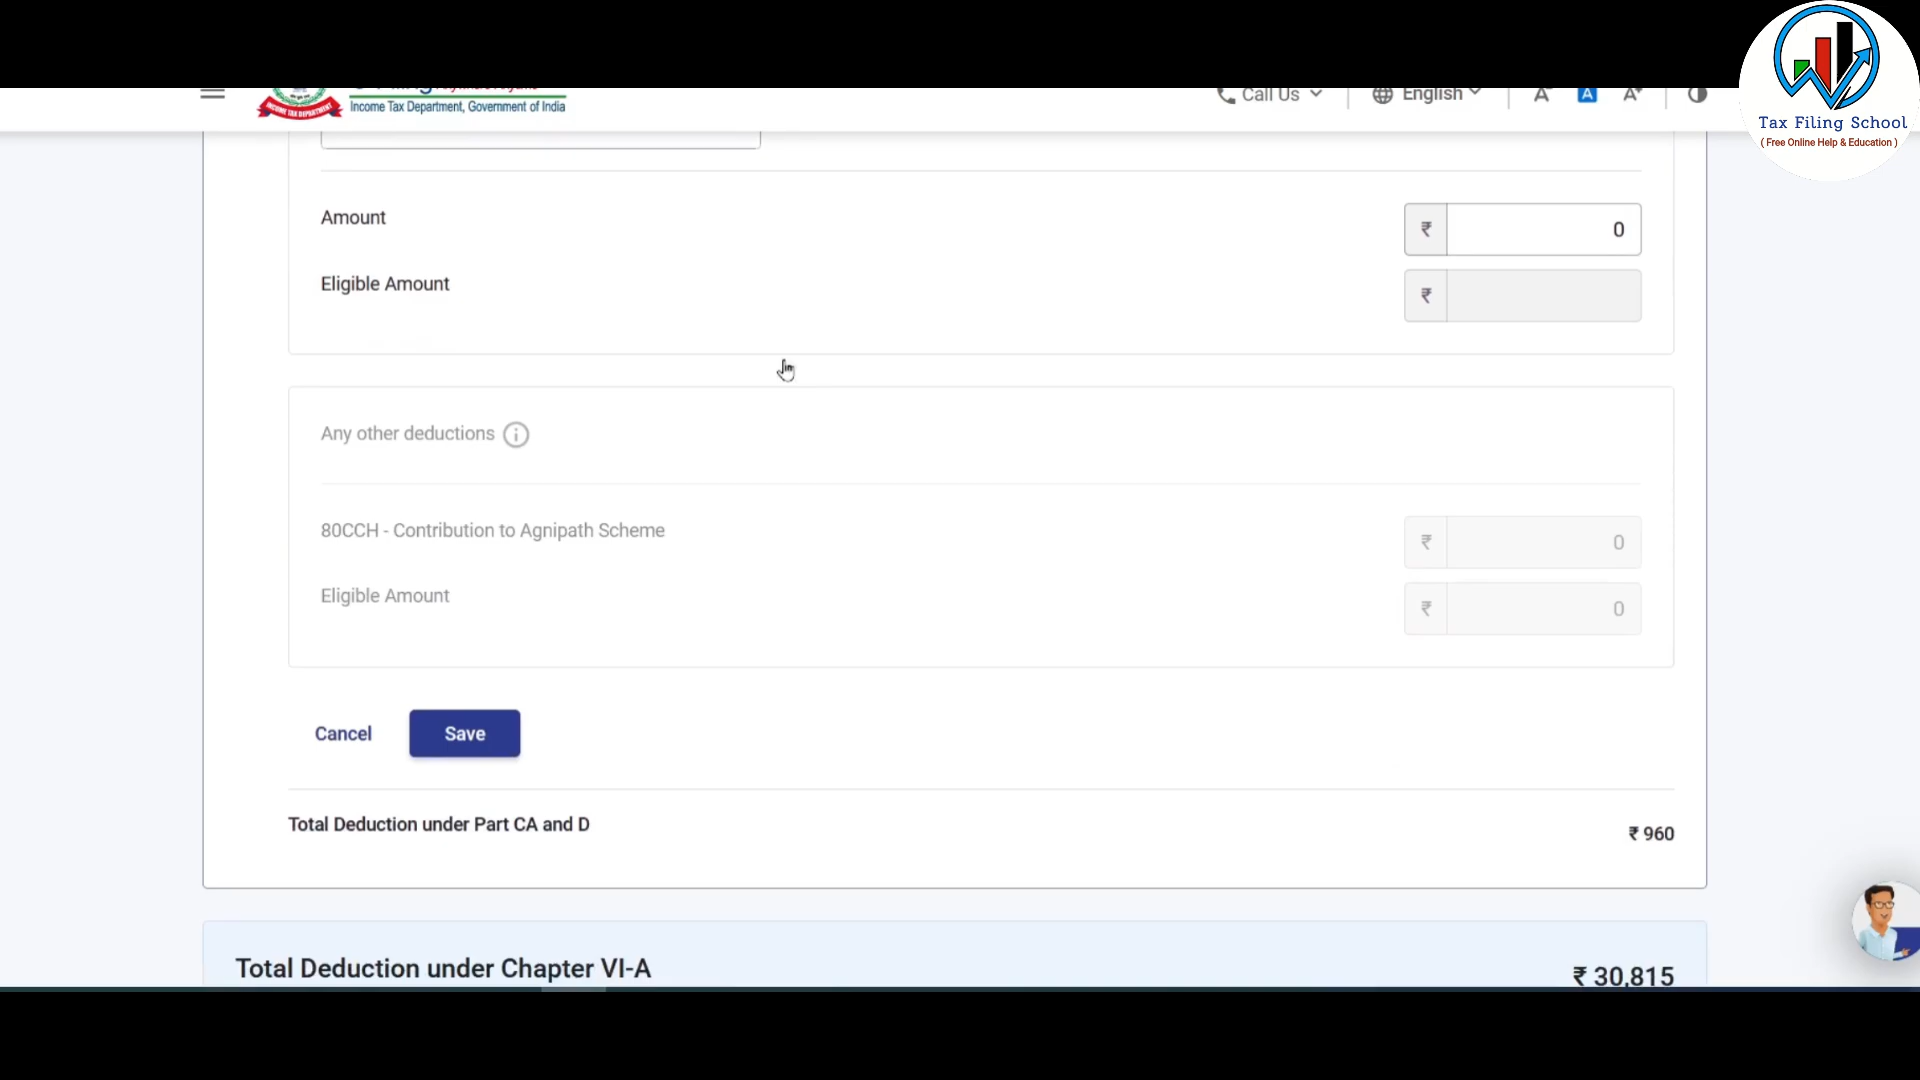 Income Tax Department, Government of India
Call Us
English
A A A+
Tax Filing School
( Free Online Help & Education )
Amount
₹ 0
Eligible Amount
₹
Any other deductions i
80CCH - Contribution to Agnipath Scheme
₹ 0
Eligible Amount
₹ 0
Cancel
Save
Total Deduction under Part CA and D
₹ 960
Total Deduction under Chapter VI-A
₹ 30,815